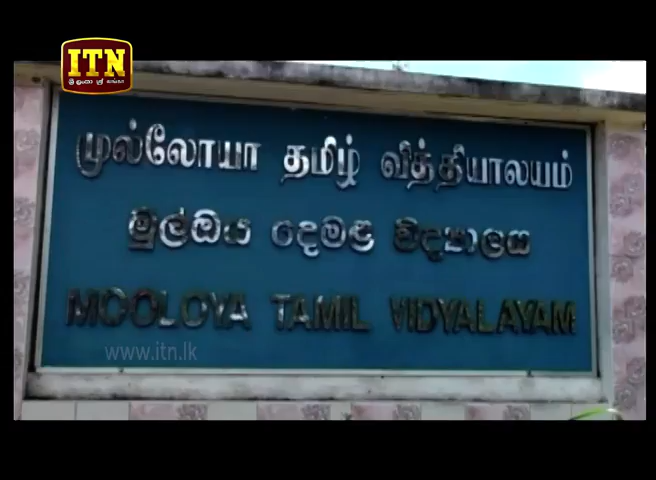 ITN
முல்லோயா தமிழ் வித்தியாலயம்
මුල්ඔය දෙමළ විද්‍යාලය
MOOLOYA TAMIL VIDYALAYAM
www.itn.lk